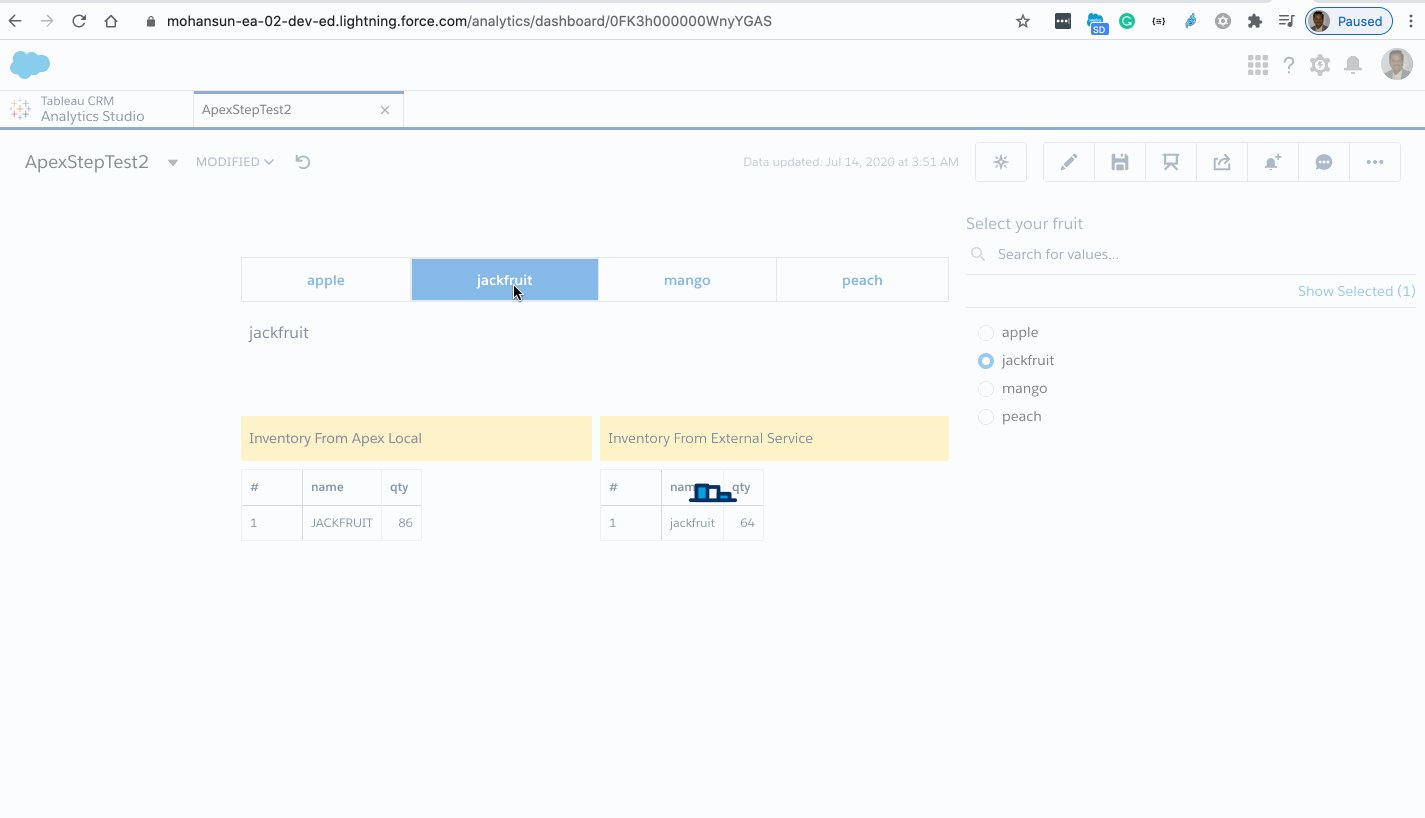 mohansun-ea-02-dev-ed.lightning.force.com/analytics/dashboard/0FK3h000000WnyYGAS
SD
Paused
Tableau CRM
Analytics Studio
ApexStepTest2
ApexStepTest2
MODIFIED
Data updated: Jul 14, 2020 at 3:51 AM
Select your fruit
Search for values...
Show Selected (1)
apple
jackfruit
mango
peach
apple jackfruit mango peach
jackfruit
Inventory From Apex Local
# name qty
1 JACKFRUIT 86
Inventory From External Service
# qty
1 jackfruit 64